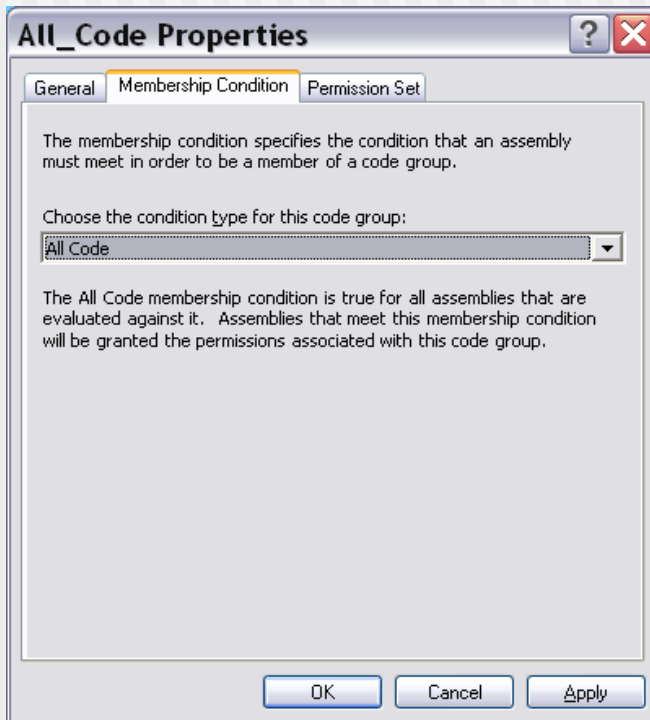 All_Code Properties
General Membership Condition Permission Set
The membership condition specifies the condition that an assembly
must meet in order to be a member of a code group.
Choose the condition type for this code group:
All Code
The All Code membership condition is true for all assemblies that are
evaluated against it. Assemblies that meet this membership condition
will be granted the permissions associated with this code group.
OK Cancel Apply